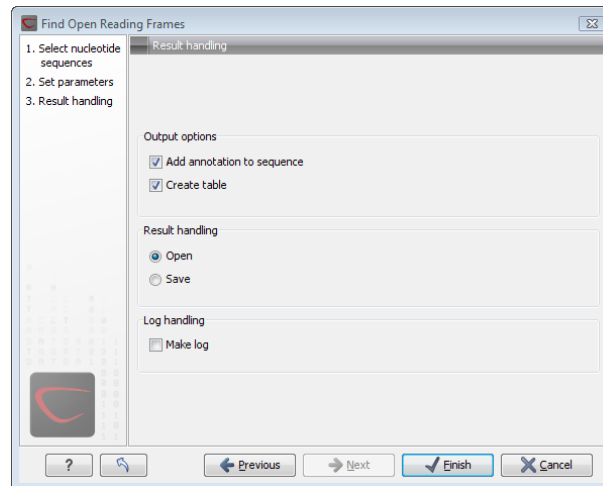 Find Open Reading Frames
1. Select nucleotide
sequences
2. Set parameters
3. Result handling
Result handling
Output options
Add annotation to sequence
Create table
Result handling
Open
Save
Log handling
Make log
?
Previous
Next
Finish
Cancel